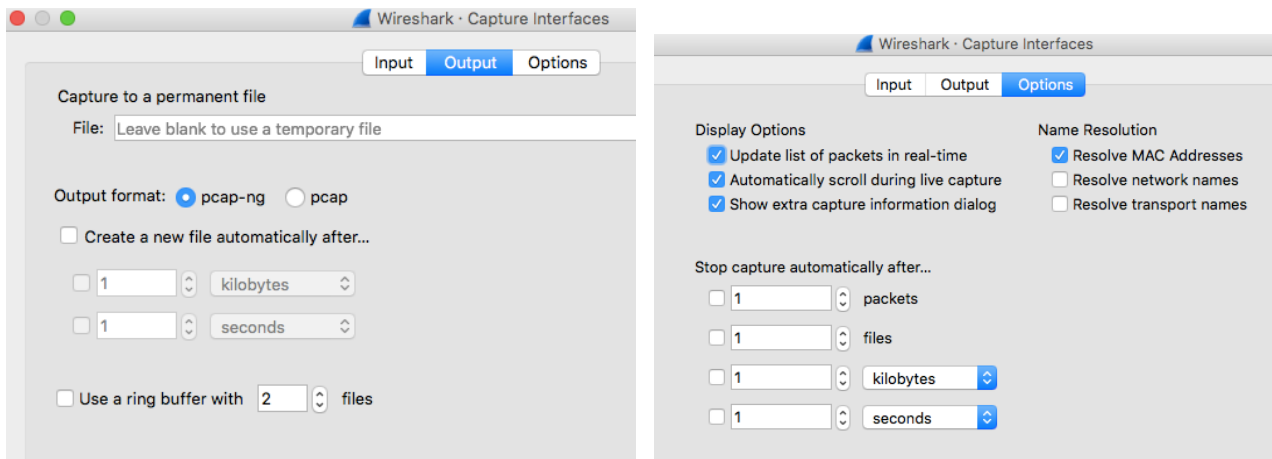 Wireshark · Capture Interfaces
Input Output Options
Capture to a permanent file
File: Leave blank to use a temporary file
Output format: pcap-ng pcap
Create a new file automatically after...
1 kilobytes
1 seconds
Use a ring buffer with 2 files
Wireshark · Capture Interfaces
Input Output Options
Display Options Name Resolution
Update list of packets in real-time Resolve MAC Addresses
Automatically scroll during live capture Resolve network names
Show extra capture information dialog Resolve transport names
Stop capture automatically after...
1 packets
1 files
1 kilobytes
1 seconds